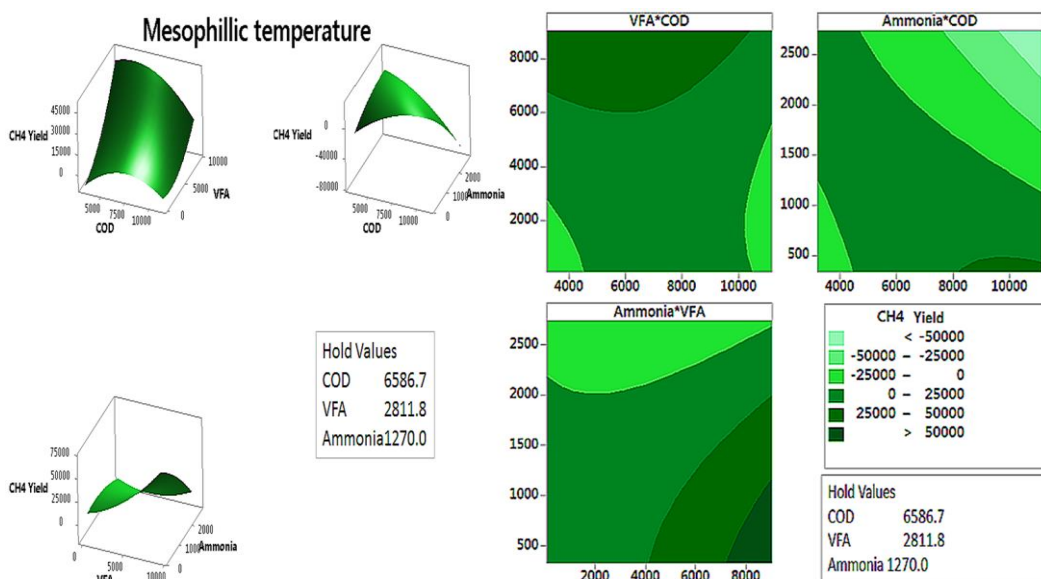 Mesophillic temperature
CH4 Yield
45000
30000
15000
0
5000
7500
10000
COD
0
5000
10000
VFA
CH4 Yield
0
-40000
-80000
5000
7500
10000
COD
0
1000
2000
Ammonia
CH4 Yield
75000
50000
25000
0
0
5000
10000
VFA
0
1000
2000
Ammonia
Hold Values
COD 6586.7
VFA 2811.8
Ammonia1270.0
VFA*COD
8000
6000
4000
2000
4000 6000 8000 10000
Ammonia*COD
2500
2000
1500
1000
500
4000 6000 8000 10000
Ammonia*VFA
2500
2000
1500
1000
500
2000 4000 6000 8000
CH4 Yield
< -50000
-50000 – -25000
-25000 – 0
0 – 25000
25000 – 50000
> 50000
Hold Values
COD 6586.7
VFA 2811.8
Ammonia 1270.0